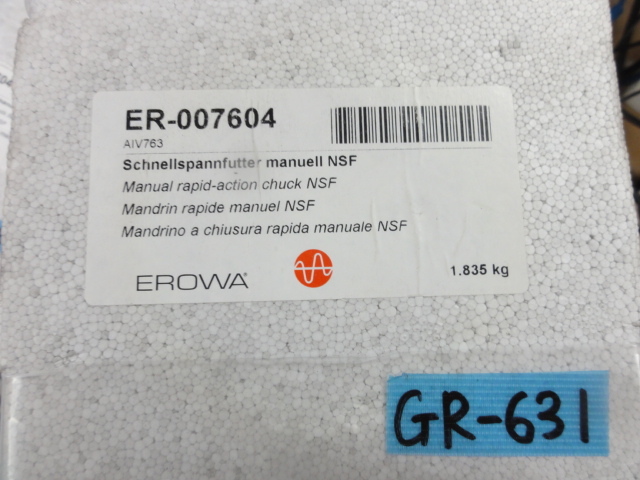 ER-007604
AIV763
Schnellspannfutter manuell NSF
Manual rapid-action chuck NSF
Mandrin rapide manuel NSF
Mandrino a chiusura rapida manuale NSF
EROWA
1.835 kg
GR-631